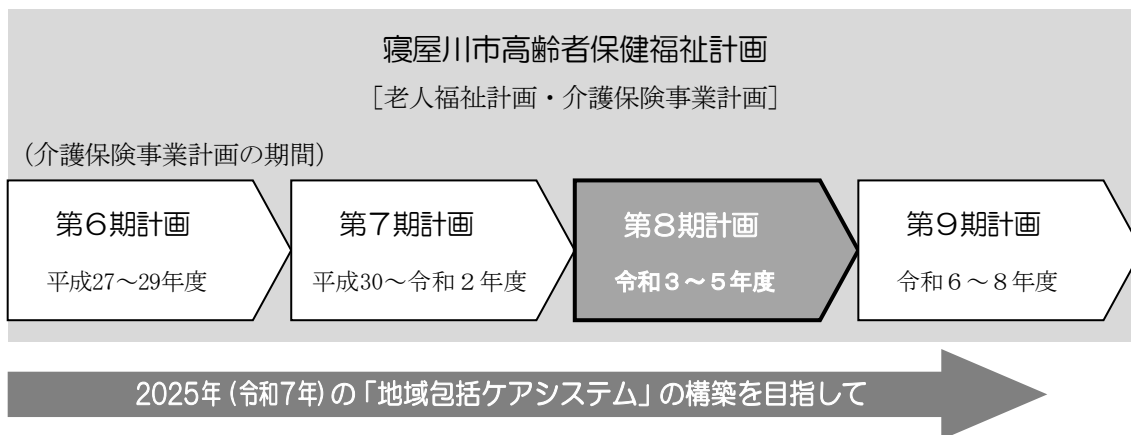 寝屋川市高齢者保健福祉計画
［老人福祉計画・介護保険事業計画］
（介護保険事業計画の期間）
第６期計画
平成27～29年度
第７期計画
平成30～令和２年度
第８期計画
令和３～５年度
第９期計画
令和６～８年度
2025年（令和7年）の「地域包括ケアシステム」の構築を目指して